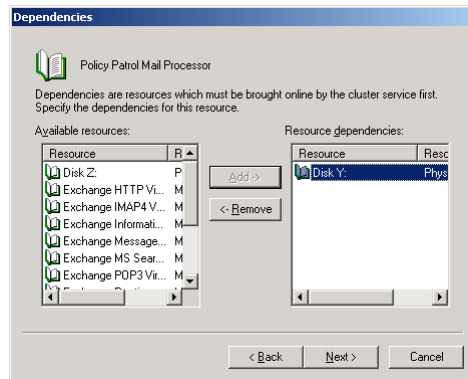 Dependencies
Policy Patrol Mail Processor
Dependencies are resources which must be brought online by the cluster service first.
Specify the dependencies for this resource.
Available resources:
Resource dependencies:
Resource R
Disk Z: P
Exchange HTTP Vi... M
Exchange IMAP4 V... M
Exchange Informati... M
Exchange Message... M
Exchange MS Sear... M
Exchange POP3 Vir... M
Add ->
<- Remove
Resource Resc
Disk Y: Phys
< Back
Next >
Cancel